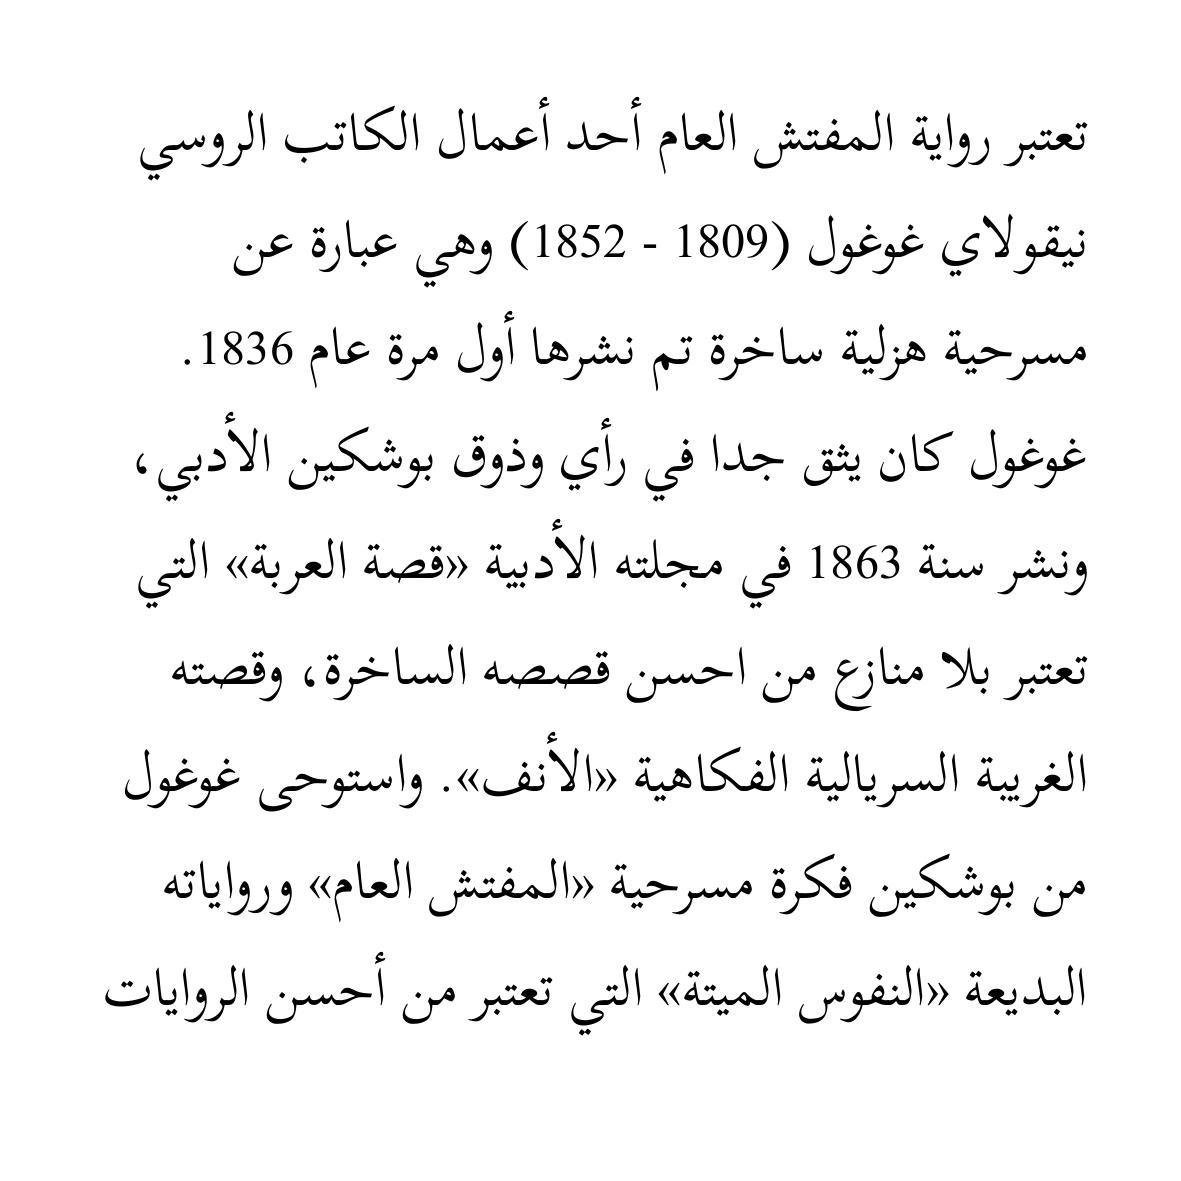 تعتبر رواية المفتش العام أحد أعمال الكاتب الروسي
نيقولاي غوغول (1809 - 1852) وهي عبارة عن
مسرحية هزلية ساخرة تم نشرها أول مرة عام 1836.
غوغول كان يثق جدا في رأي وذوق بوشكين الأدبي،
ونشر سنة 1863 في مجلته الأدبية «قصة العربة» التي
تعتبر بلا منازع من احسن قصصه الساخرة، وقصته
الغريبة السريالية الفكاهية «الأنف». واستوحى غوغول
من بوشكين فكرة مسرحية «المفتش العام» ورواياته
البديعة «النفوس الميتة» التي تعتبر من أحسن الروايات